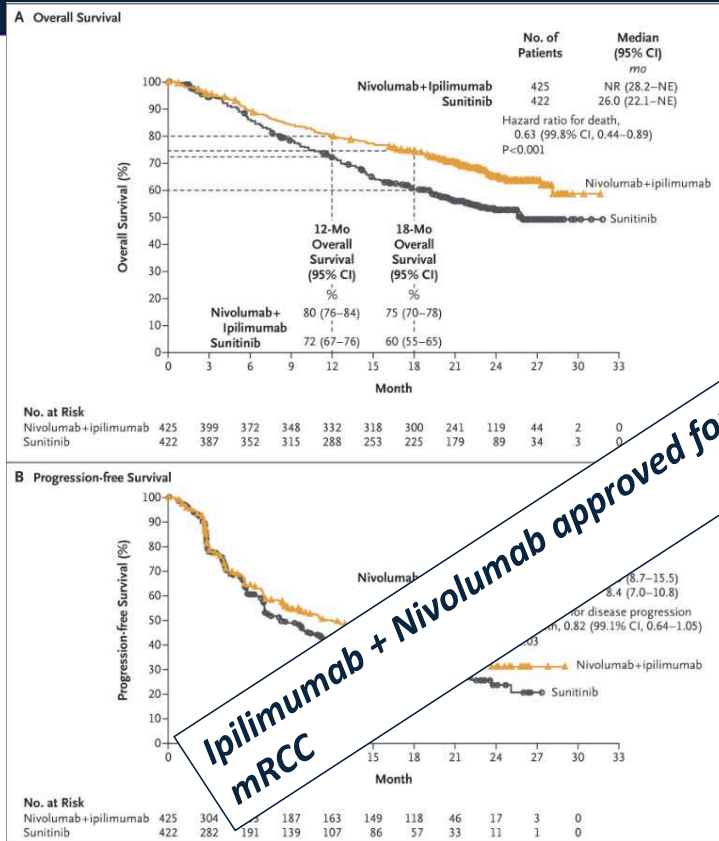 A Overall Survival
No. of Patients
Median (95% CI)
mo
Nivolumab+Ipilimumab 425 NR (28.2–NE)
Sunitinib 422 26.0 (22.1–NE)
Hazard ratio for death,
0.63 (99.8% CI, 0.44–0.89)
P<0.001
Overall Survival (%)
100
90
80
70
60
50
40
30
20
10
0
Nivolumab+ipilimumab
Sunitinib
12-Mo Overall Survival (95% CI)
18-Mo Overall Survival (95% CI)
% %
Nivolumab+ Ipilimumab 80 (76–84) 75 (70–78)
Sunitinib 72 (67–76) 60 (55–65)
0 3 6 9 12 15 18 21 24 27 30 33
Month
No. at Risk
Nivolumab+ipilimumab 425 399 372 348 332 318 300 241 119 44 2 0
Sunitinib 422 387 352 315 288 253 225 179 89 34 3 0
B Progression-free Survival
Progression-free Survival (%)
100
90
80
70
60
50
40
30
20
10
0
(8.7–15.5)
8.4 (7.0–10.8)
for disease progression
0.82 (99.1% CI, 0.64–1.05)
Nivolumab+ipilimumab
Sunitinib
Ipilimumab + Nivolumab approved
mRCC
0 15 18 21 24 27 30 33
Month
No. at Risk
Nivolumab+ipilimumab 425 304 187 163 149 118 46 17 3 0
Sunitinib 422 282 191 139 107 86 57 33 11 1 0